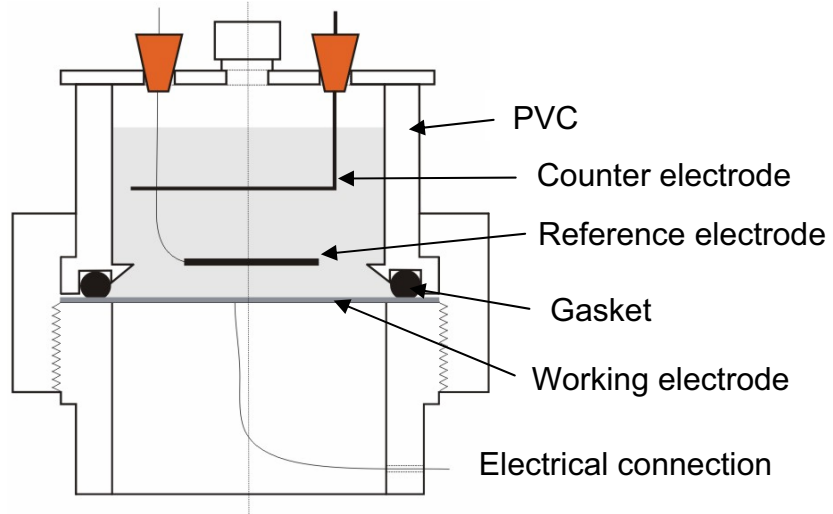 PVC
Counter electrode
Reference electrode
Gasket
Working electrode
Electrical connection